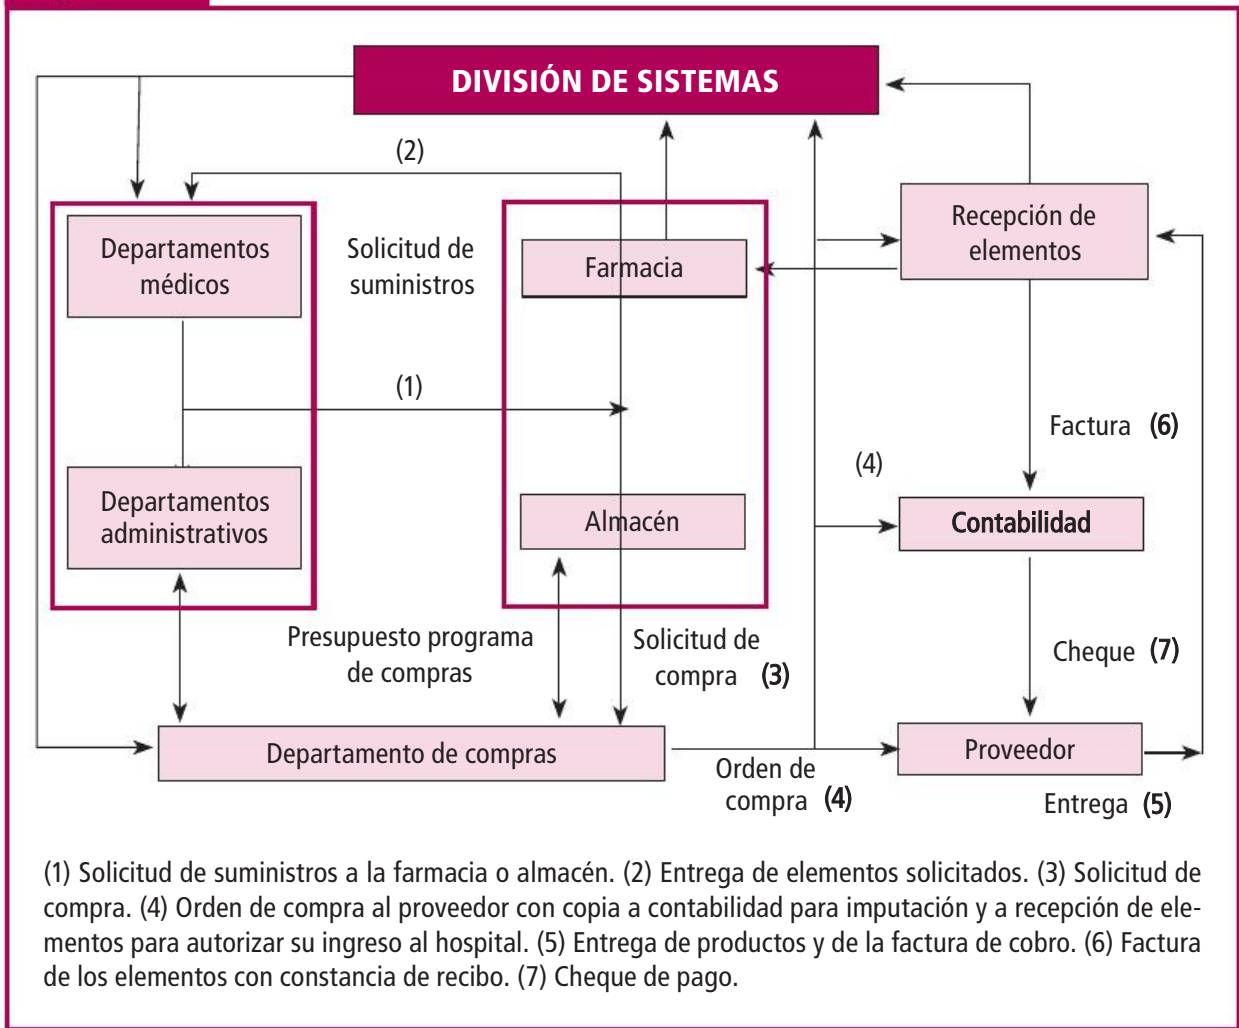 DIVISIÓN DE SISTEMAS
(2)
Departamentos
médicos
Solicitud de
suministros
Farmacia
Recepción de
elementos
(1)
Factura (6)
(4)
Departamentos
administrativos
Almacén
Contabilidad
Presupuesto programa
de compras
Solicitud de
compra (3)
Cheque (7)
Departamento de compras
Orden de
compra (4)
Proveedor
Entrega (5)
(1) Solicitud de suministros a la farmacia o almacén. (2) Entrega de elementos solicitados. (3) Solicitud de
compra. (4) Orden de compra al proveedor con copia a contabilidad para imputación y a recepción de ele-
mentos para autorizar su ingreso al hospital. (5) Entrega de productos y de la factura de cobro. (6) Factura
de los elementos con constancia de recibo. (7) Cheque de pago.